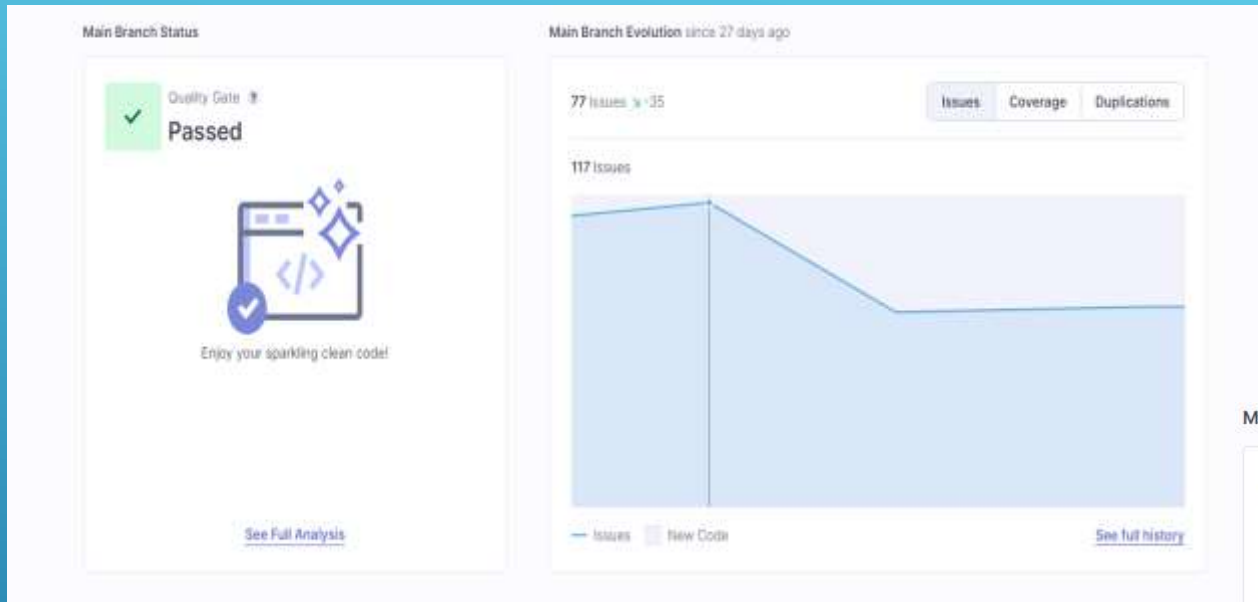 Main Branch Status
Quality Gate ?
Passed
</>
Enjoy your sparkling clean code!
See Full Analysis
Main Branch Evolution since 27 days ago
77 Issues -35
Issues Coverage Duplications
117 Issues
Issues New Code
See full history
M